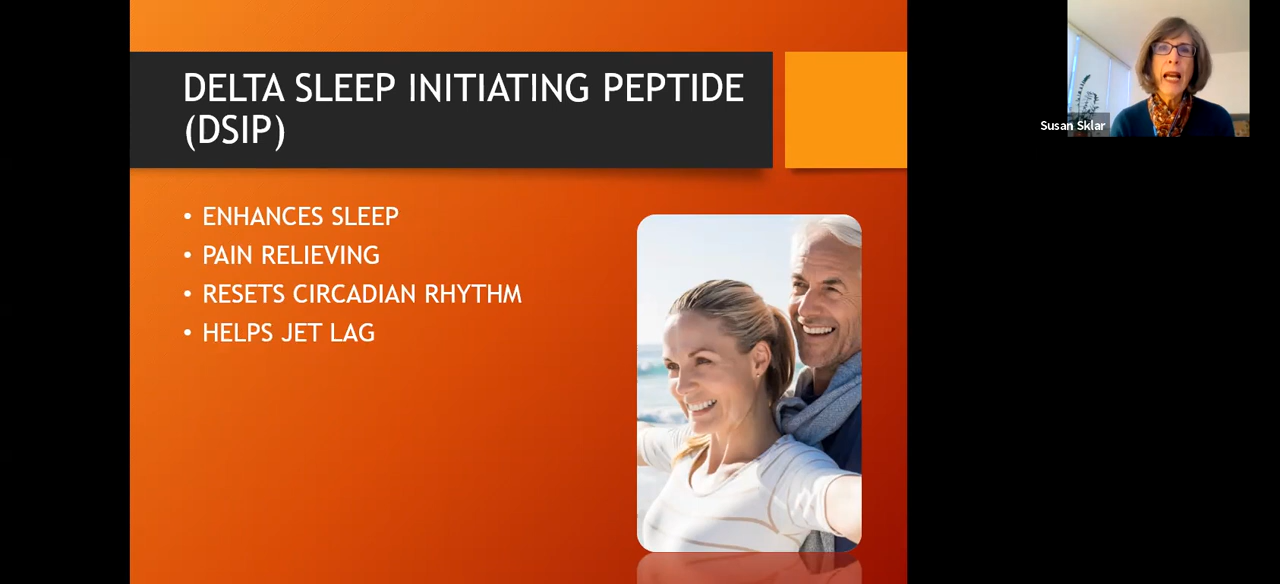 DELTA SLEEP INITIATING PEPTIDE
(DSIP)
• ENHANCES SLEEP
• PAIN RELIEVING
• RESETS CIRCADIAN RHYTHM
• HELPS JET LAG
Susan Sklar